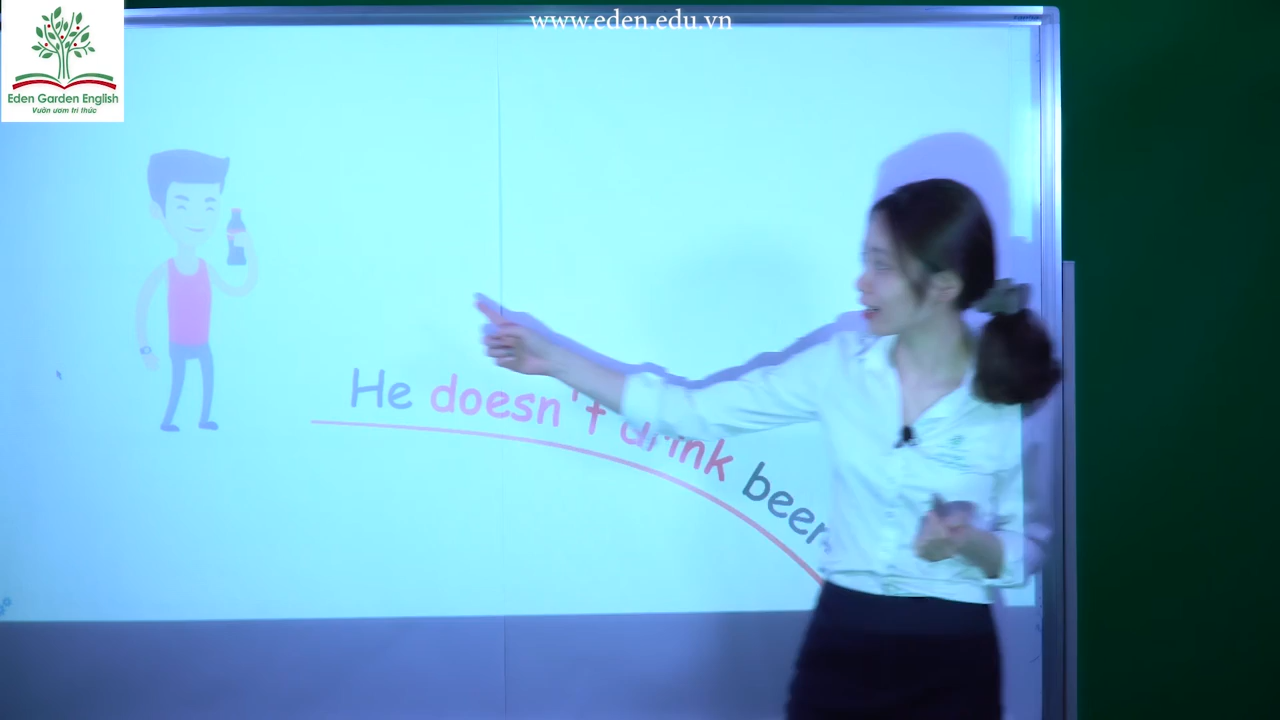 www.eden.edu.vn
Eden Garden English
Vườn ươm tri thức
He doesn't drink beer